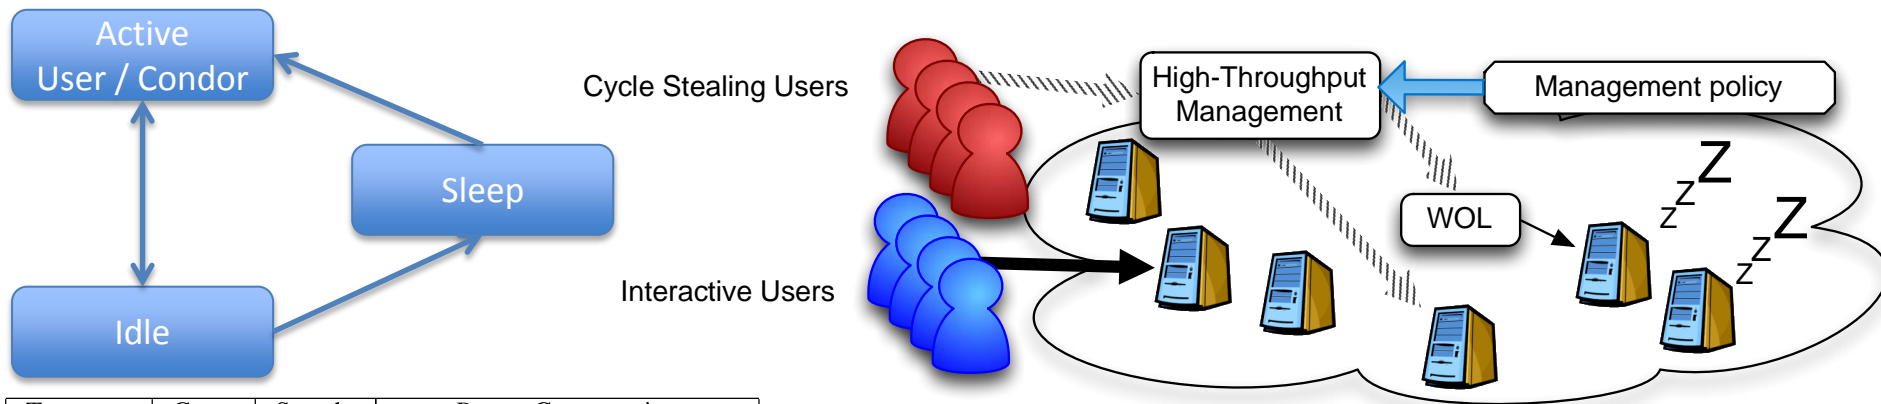 Active
User / Condor
Sleep
Idle
Cycle Stealing Users
Interactive Users
High-Throughput
Management
Management policy
WOL
z z Z
z z Z